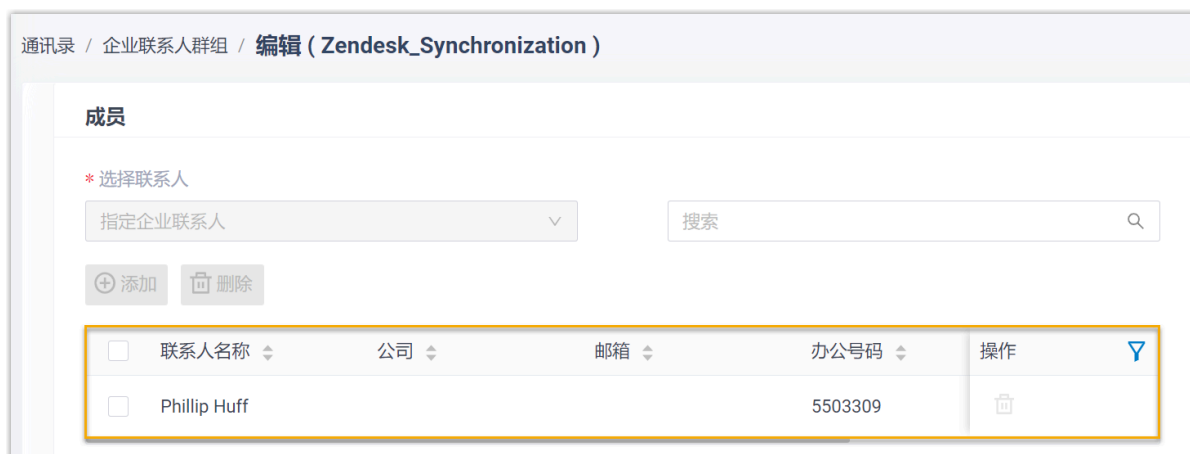 通讯录 / 企业联系人群组 / 编辑 ( Zendesk_Synchronization )
成员
* 选择联系人
指定企业联系人 搜索
添加 删除
联系人名称 公司 邮箱 办公号码 操作
Phillip Huff 5503309